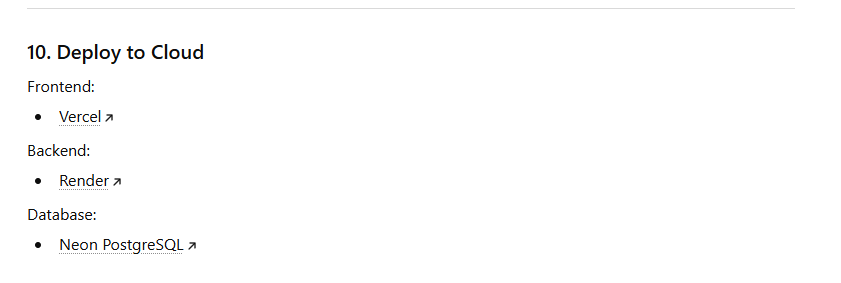 10. Deploy to Cloud
Frontend:
• Vercel ↗
Backend:
• Render ↗
Database:
• Neon PostgreSQL ↗